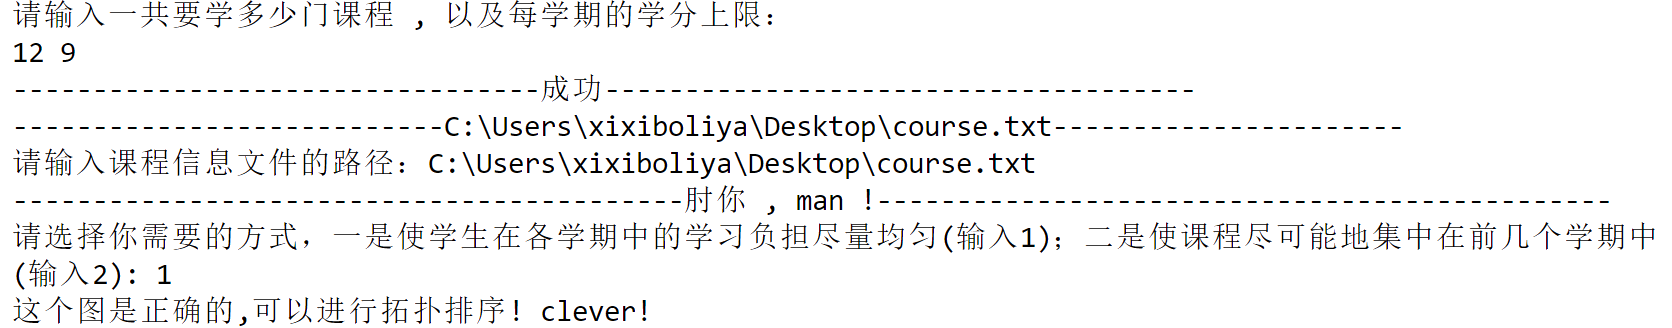 请输入一共要学多少门课程 , 以及每学期的学分上限:
12 9
---------------------------------成功-------------------------------------
---------------------------C:\Users\xixiboliya\Desktop\course.txt----------------------
请输入课程信息文件的路径: C:\Users\xixiboliya\Desktop\course.txt
------------------------------------------肘你 , man !----------------------------------------------
请选择你需要的方式, 一是使学生在各学期中的学习负担尽量均匀(输入1); 二是使课程尽可能地集中在前几个学期中
(输入2): 1
这个图是正确的,可以进行拓扑排序! clever!